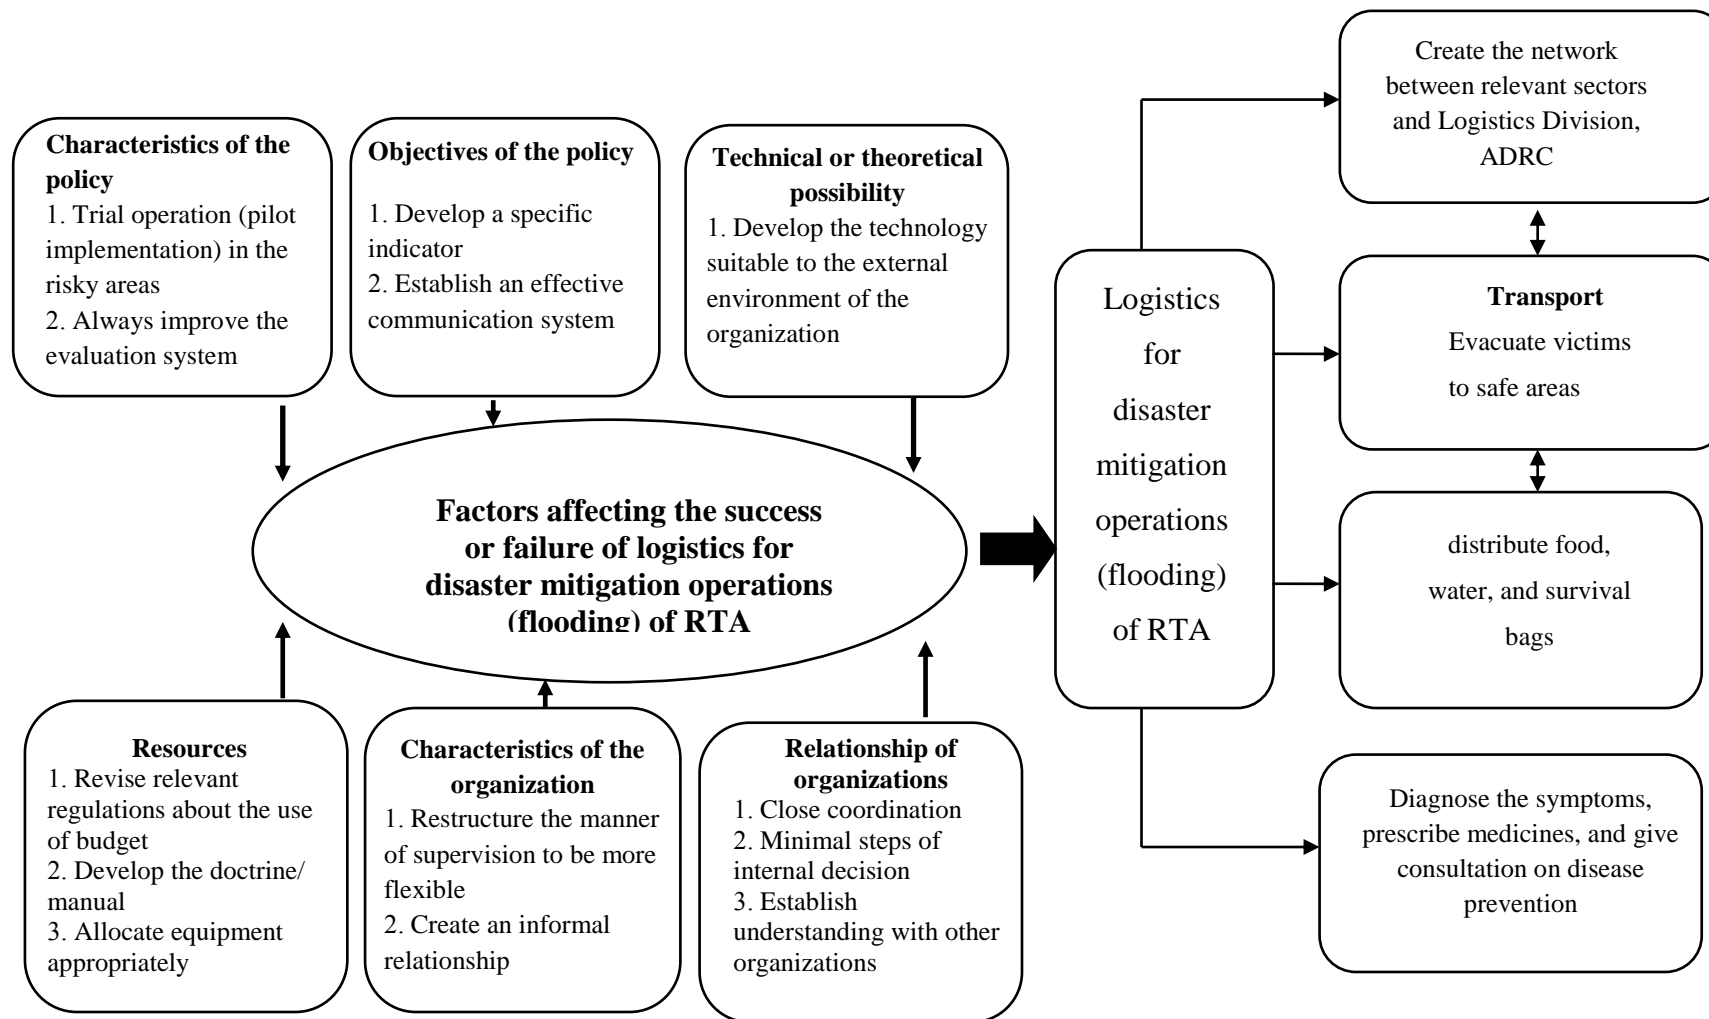 Characteristics of the
policy
1. Trial operation (pilot
implementation) in the
risky areas
2. Always improve the
evaluation system
Objectives of the policy
1. Develop a specific
indicator
2. Establish an effective
communication system
Technical or theoretical
possibility
1. Develop the technology
suitable to the external
environment of the
organization
Factors affecting the success
or failure of logistics for
disaster mitigation operations
(flooding) of RTA
Resources
1. Revise relevant
regulations about the use
of budget
2. Develop the doctrine/
manual
3. Allocate equipment
appropriately
Characteristics of the
organization
1. Restructure the manner
of supervision to be more
flexible
2. Create an informal
relationship
Relationship of
organizations
1. Close coordination
2. Minimal steps of
internal decision
3. Establish
understanding with other
organizations
Logistics
for
disaster
mitigation
operations
(flooding)
of RTA
Create the network
between relevant sectors
and Logistics Division,
ADRC
Transport
Evacuate victims
to safe areas
distribute food,
water, and survival
bags
Diagnose the symptoms,
prescribe medicines, and give
consultation on disease
prevention